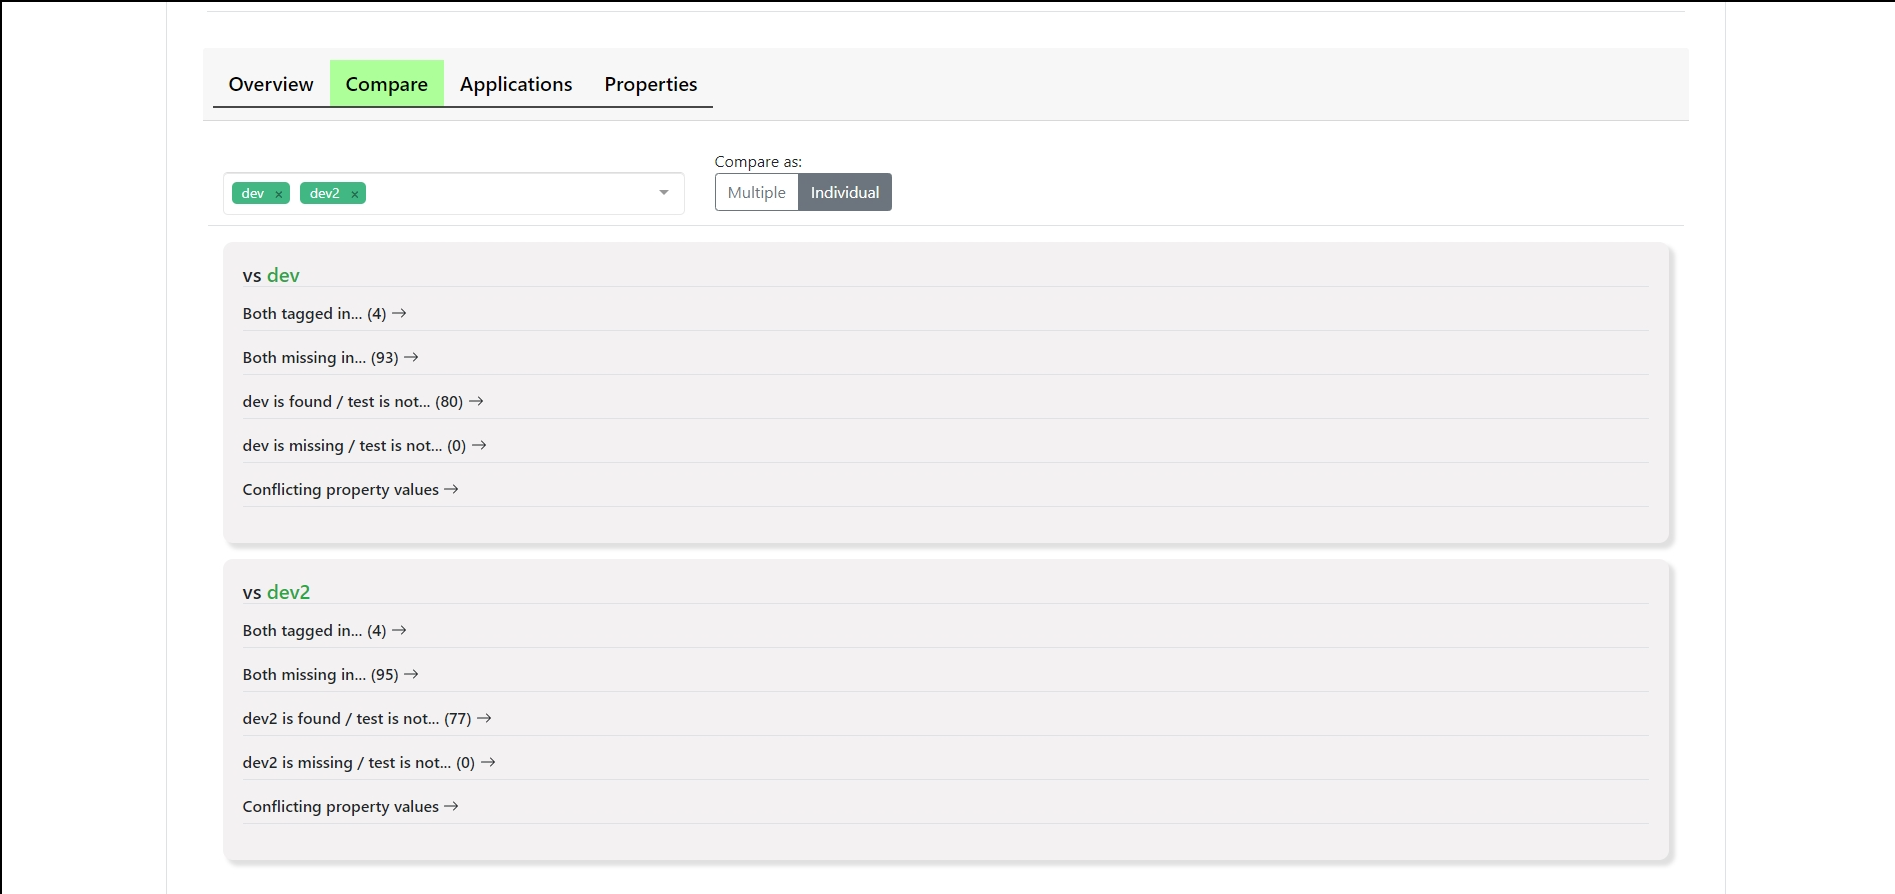 Overview Compare Applications Properties
Compare as:
dev × dev2 × Multiple Individual
vs dev
Both tagged in... (4) →
Both missing in... (93) →
dev is found / test is not... (80) →
dev is missing / test is not... (0) →
Conflicting property values →
vs dev2
Both tagged in... (4) →
Both missing in... (95) →
dev2 is found / test is not... (77) →
dev2 is missing / test is not... (0) →
Conflicting property values →